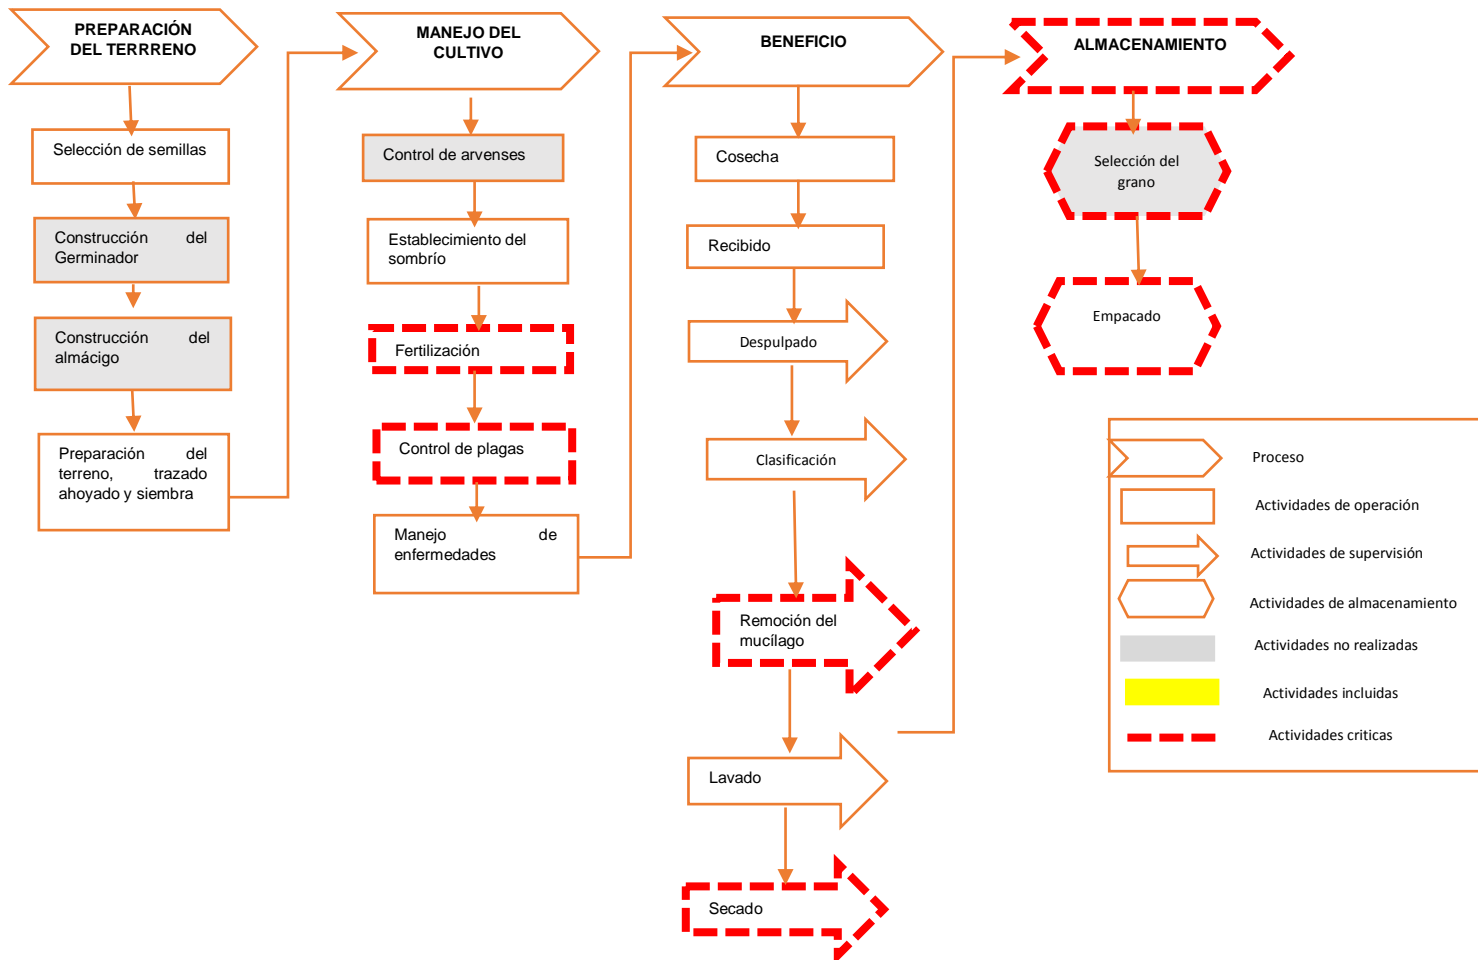 PREPARACIÓN
DEL TERRRENO
Selección de semillas
Construcción del
Germinador
Construcción del
almácigo
Preparación del
terreno, trazado
ahoyado y siembra
MANEJO DEL
CULTIVO
Control de arvenses
Establecimiento del
sombrío
Fertilización
Control de plagas
Manejo de
enfermedades
BENEFICIO
Cosecha
Recibido
Despulpado
Clasificación
Remoción del
mucílago
Lavado
Secado
ALMACENAMIENTO
Selección del
grano
Empacado
Proceso
Actividades de operación
Actividades de supervisión
Actividades de almacenamiento
Actividades no realizadas
Actividades incluidas
Actividades criticas